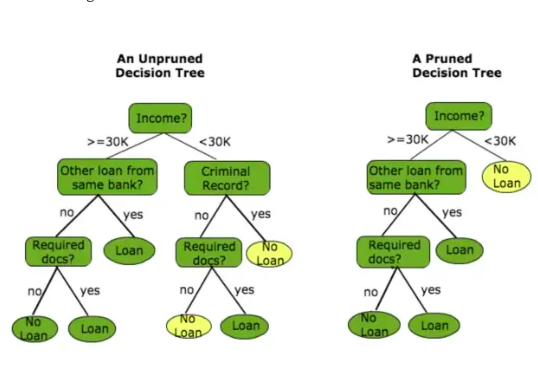 An Unpruned
Decision Tree
Income?
>=30K
<30K
Other loan from
same bank?
Criminal
Record?
no
yes
no
yes
Required
docs?
Loan
Required
docs?
No
Loan
no
yes
no
yes
No
Loan
Loan
No
Loan
Loan
A Pruned
Decision Tree
Income?
>=30K
<30K
Other loan from
same bank?
No
Loan
no
yes
Required
docs?
Loan
no
yes
No
Loan
Loan